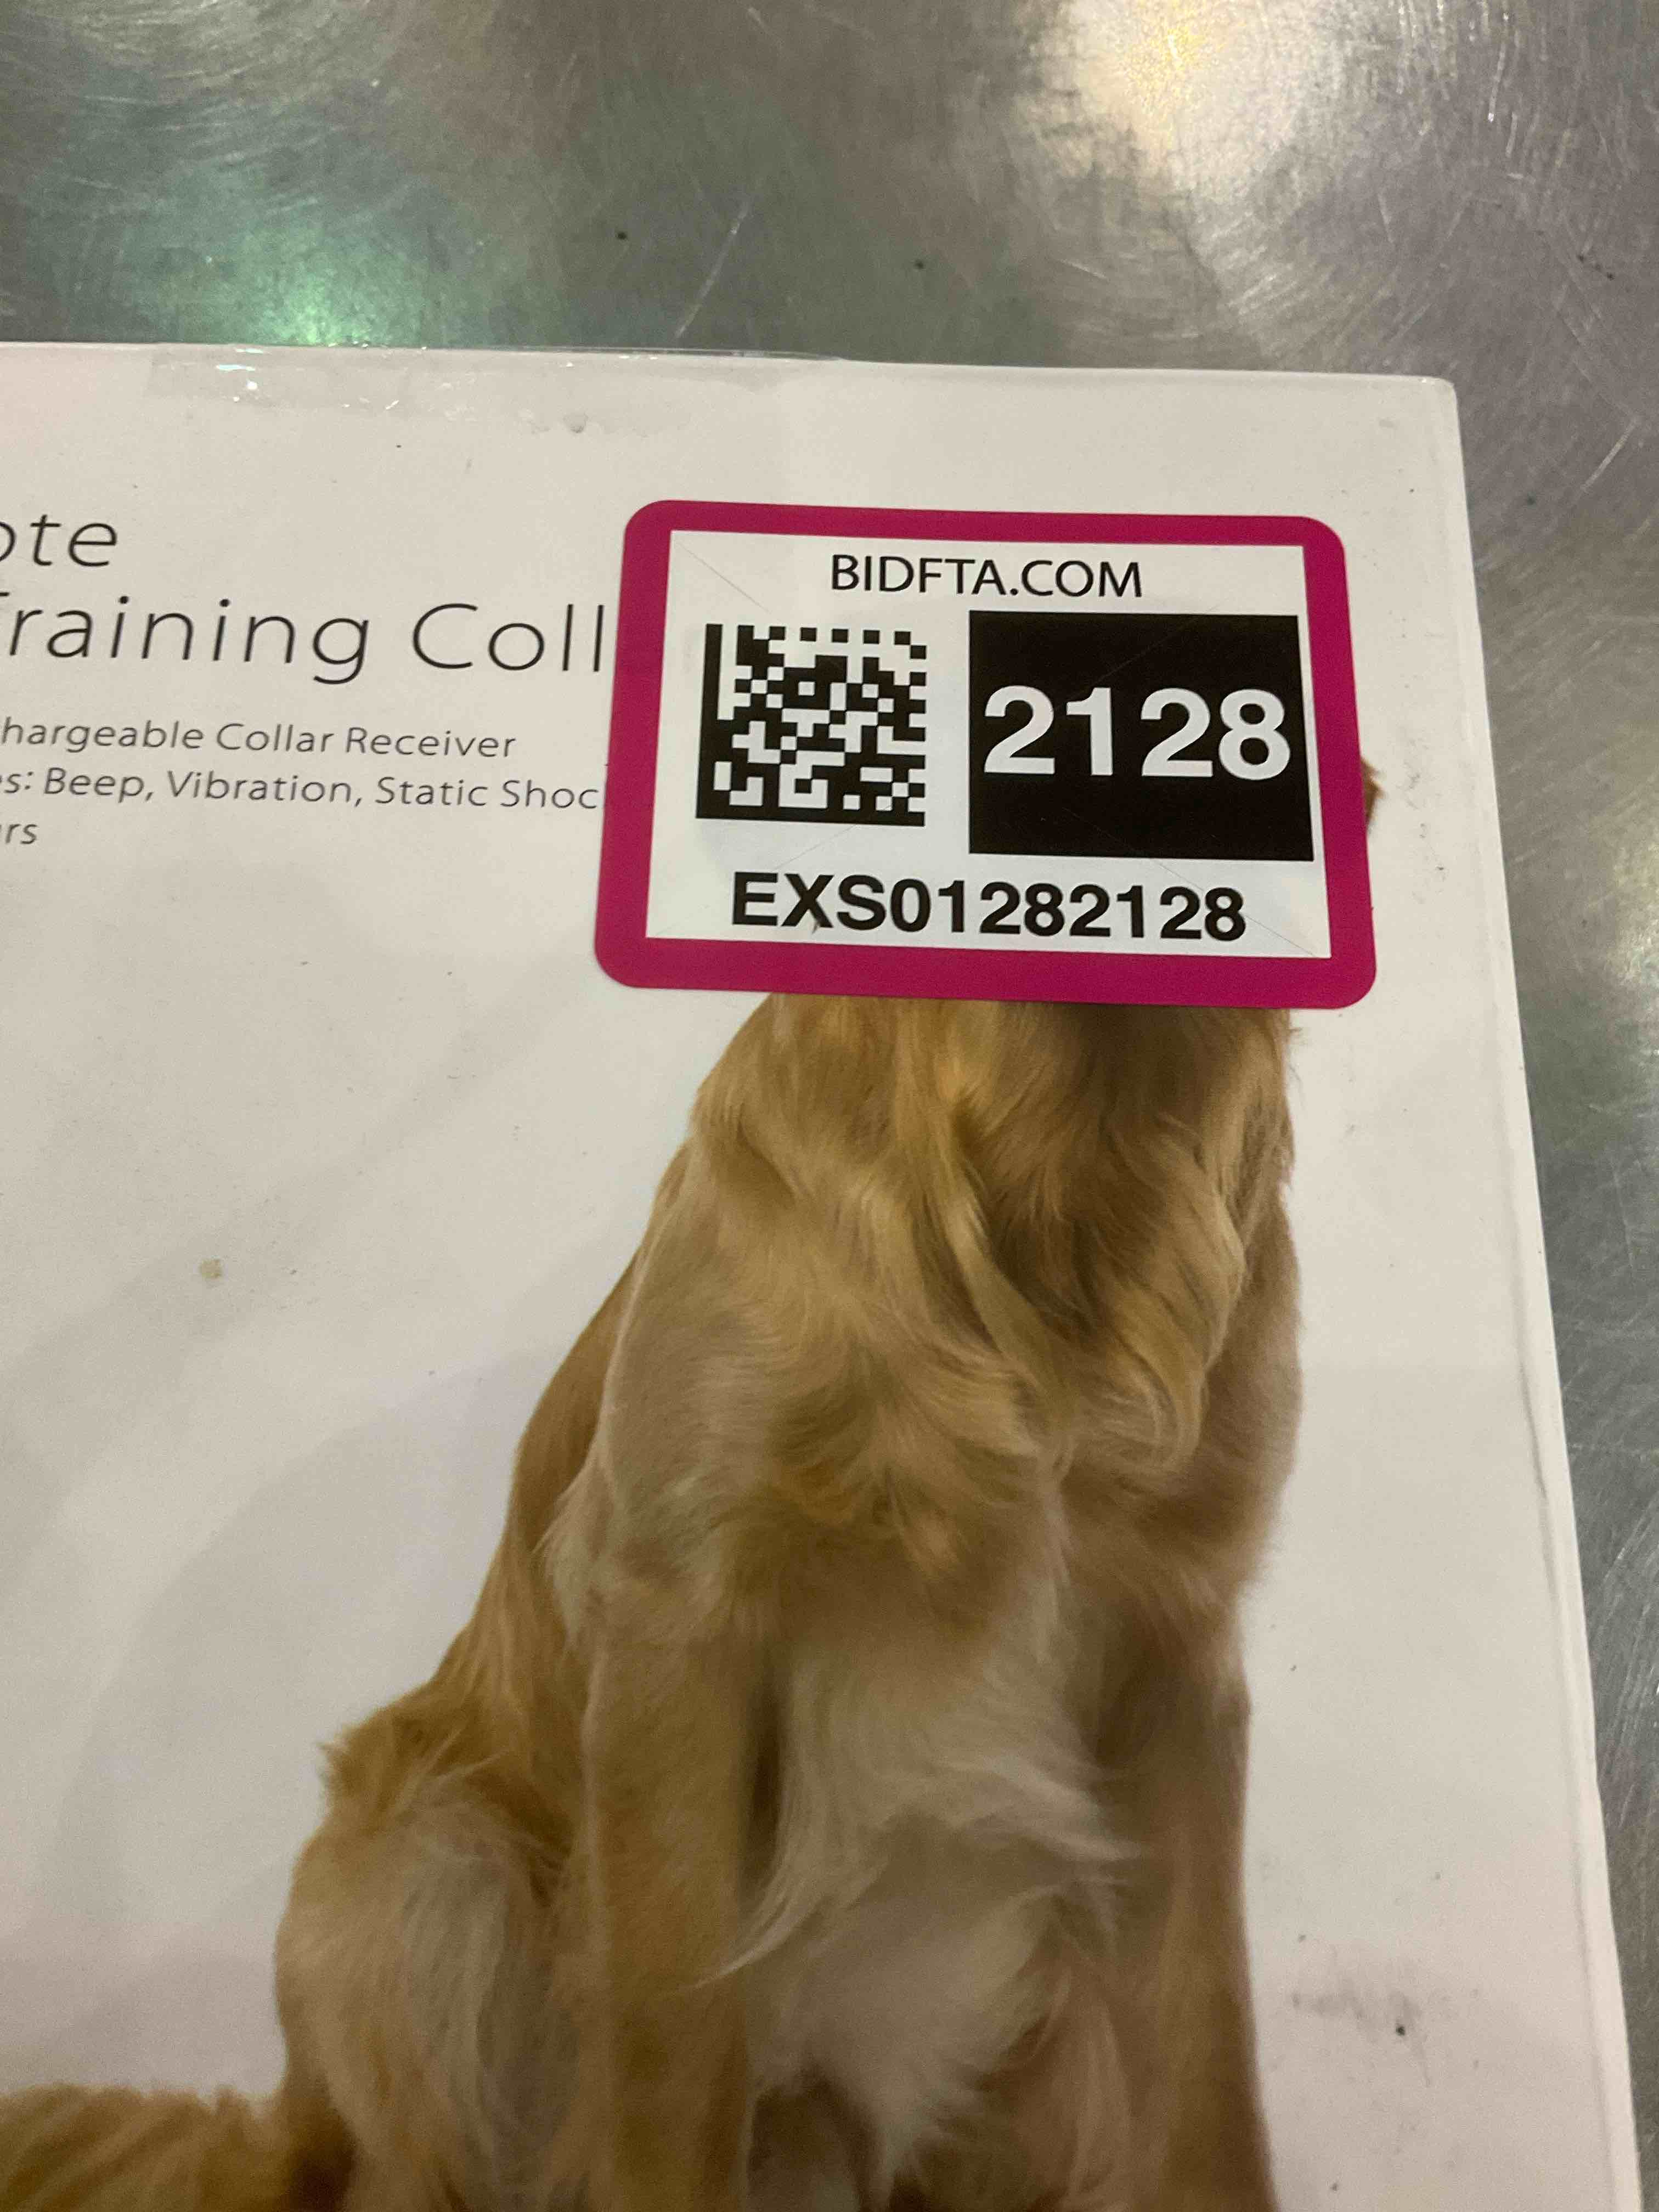 ote
Training Coll
hargeable Collar Receiver
s: Beep, Vibration, Static Shoc
rs
BIDFTA.COM
2128
EXS01282128